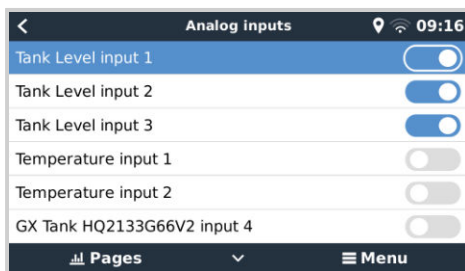 Analog inputs 09:16
Tank Level input 1
Tank Level input 2
Tank Level input 3
Temperature input 1
Temperature input 2
GX Tank HQ2133G66V2 input 4
Pages Menu